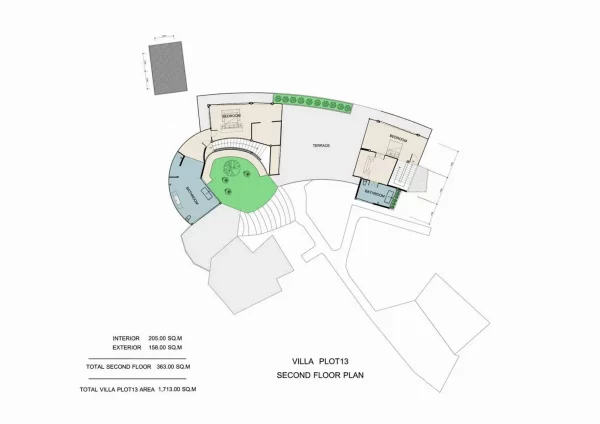 BEDROOM
BEDROOM
TERRACE
BATHROOM
BATHROOM
INTERIOR 205.00 SQ.M
EXTERIOR 158.00 SQ.M
TOTAL SECOND FLOOR 363.00 SQ.M
TOTAL VILLA PLOT13 AREA 1,713.00 SQ.M
VILLA PLOT13
SECOND FLOOR PLAN